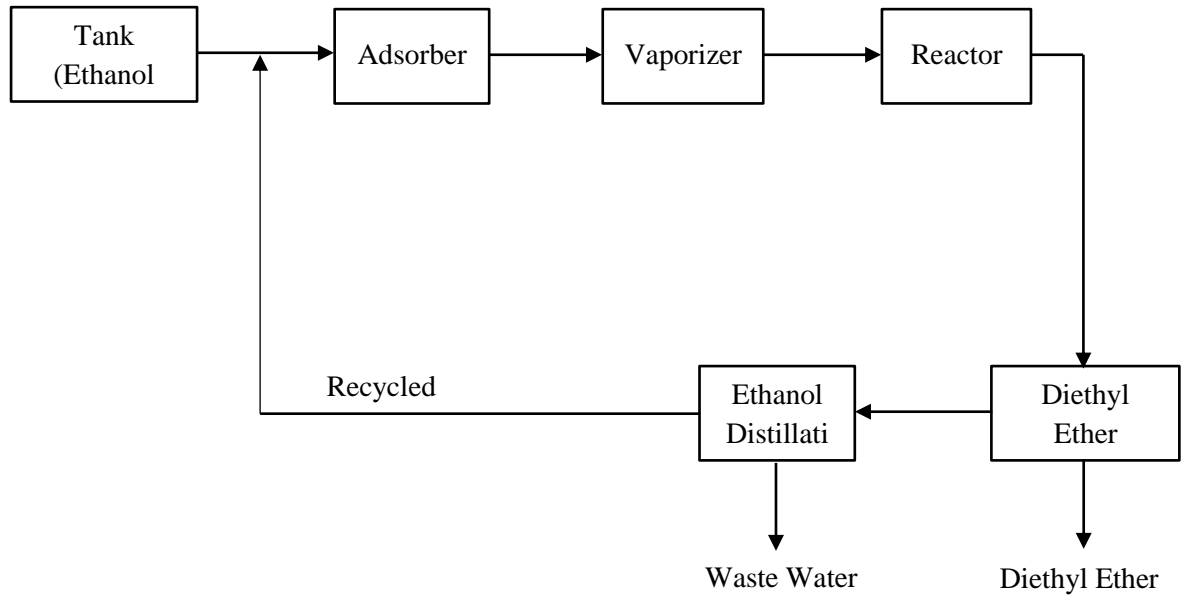 Tank
(Ethanol
Adsorber
Vaporizer
Reactor
Recycled
Ethanol
Distillati
Diethyl
Ether
Waste Water
Diethyl Ether